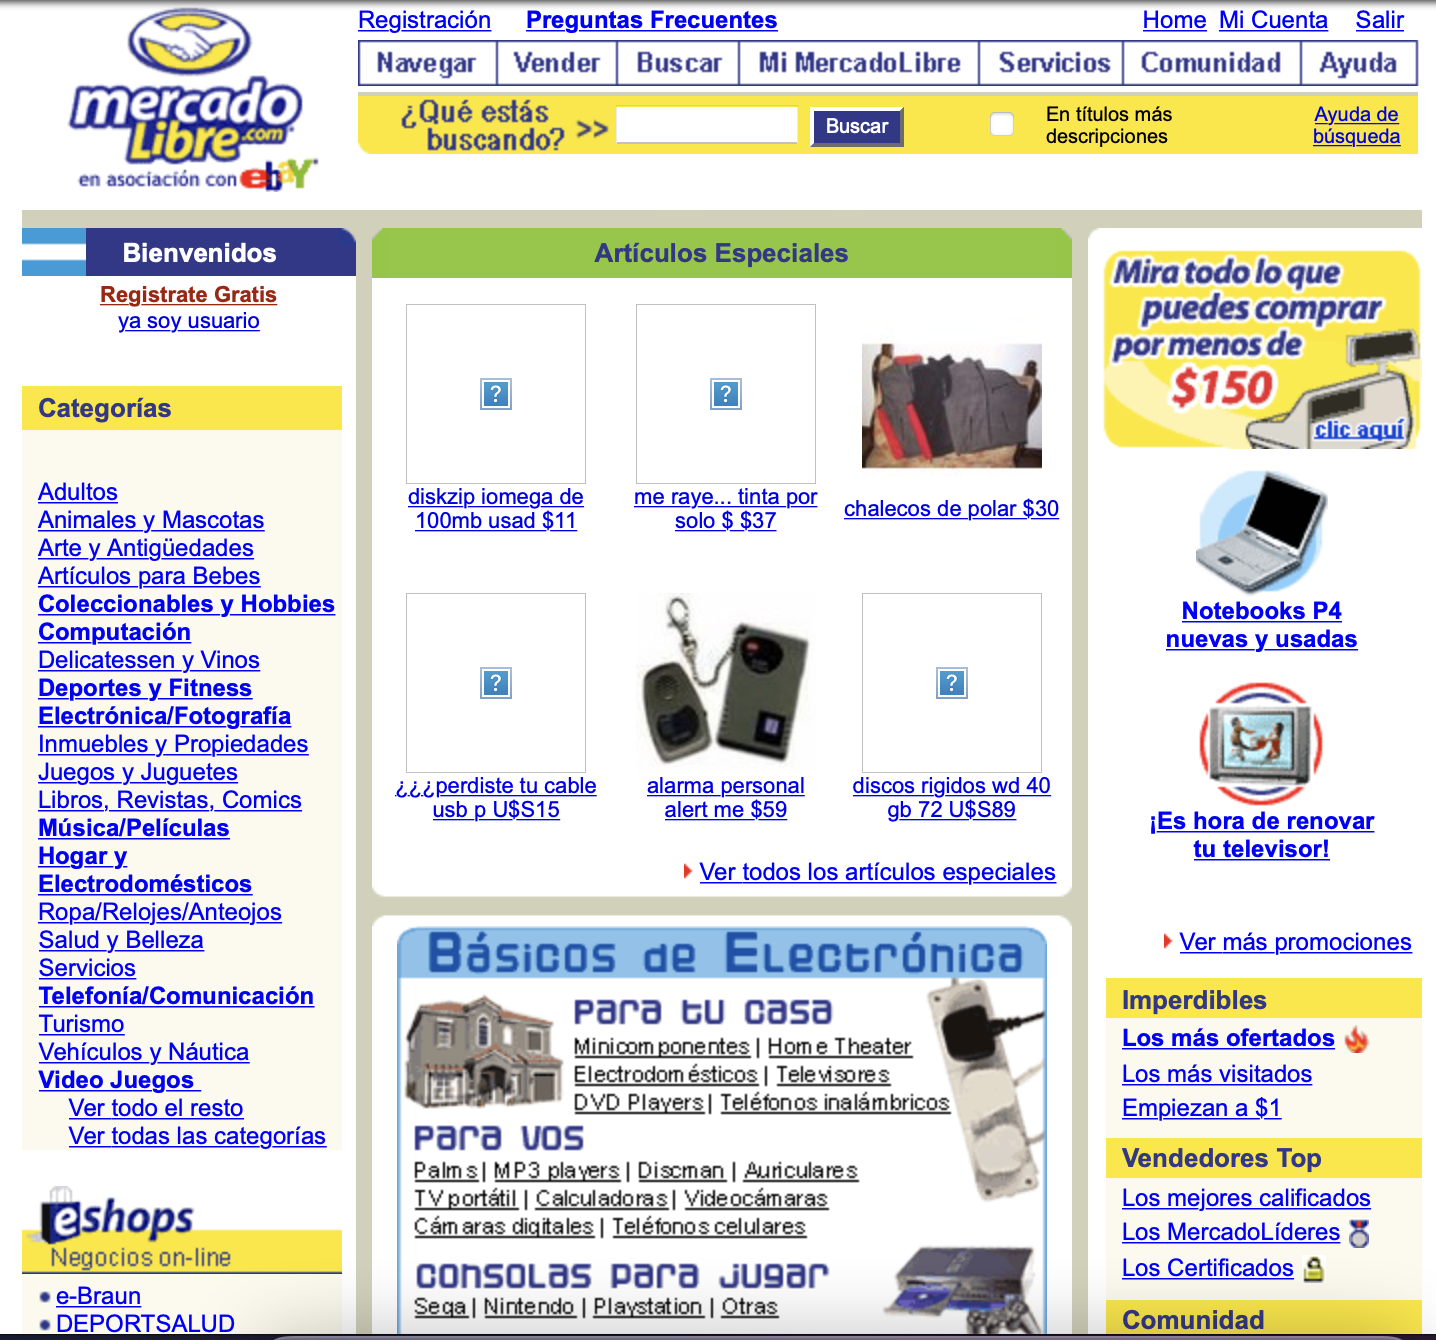 mercado
Libre.com
en asociación con ebaY
Registración Preguntas Frecuentes Home Mi Cuenta Salir
Navegar Vender Buscar Mi MercadoLibre Servicios Comunidad Ayuda
¿Qué estás
buscando? >> Buscar
En títulos más
descripciones
Ayuda de
búsqueda
Bienvenidos
Registrate Gratis
ya soy usuario
Categorías
Adultos
Animales y Mascotas
Arte y Antigüedades
Artículos para Bebes
Coleccionables y Hobbies
Computación
Delicatessen y Vinos
Deportes y Fitness
Electrónica/Fotografía
Inmuebles y Propiedades
Juegos y Juguetes
Libros, Revistas, Comics
Música/Películas
Hogar y
Electrodomésticos
Ropa/Relojes/Anteojos
Salud y Belleza
Servicios
Telefonía/Comunicación
Turismo
Vehículos y Náutica
Video Juegos
Ver todo el resto
Ver todas las categorías
eshops
Negocios on-line
e-Braun
DEPORTSALUD
Artículos Especiales
diskzip iomega de
100mb usad $11
me raye... tinta por
solo $ $37
chalecos de polar $30
¿¿¿perdiste tu cable
usb p U$S15
alarma personal
alert me $59
discos rigidos wd 40
gb 72 U$S89
Ver todos los artículos especiales
Básicos de Electrónica
Para tu casa
Minicomponentes | Home Theater
Electrodomésticos | Televisores
DVD Players | Teléfonos inalámbricos
Para vos
Palms | MP3 players | Discman | Auriculares
TV portátil | Calculadoras | Videocámaras
Cámaras digitales | Teléfonos celulares
Consolas para jugar
Sega | Nintendo | Playstation | Otras
Mira todo lo que
puedes comprar
por menos de
$150
clic aquí
Notebooks P4
nuevas y usadas
¡Es hora de renovar
tu televisor!
Ver más promociones
Imperdibles
Los más ofertados
Los más visitados
Empiezan a $1
Vendedores Top
Los mejores calificados
Los MercadoLíderes
Los Certificados
Comunidad